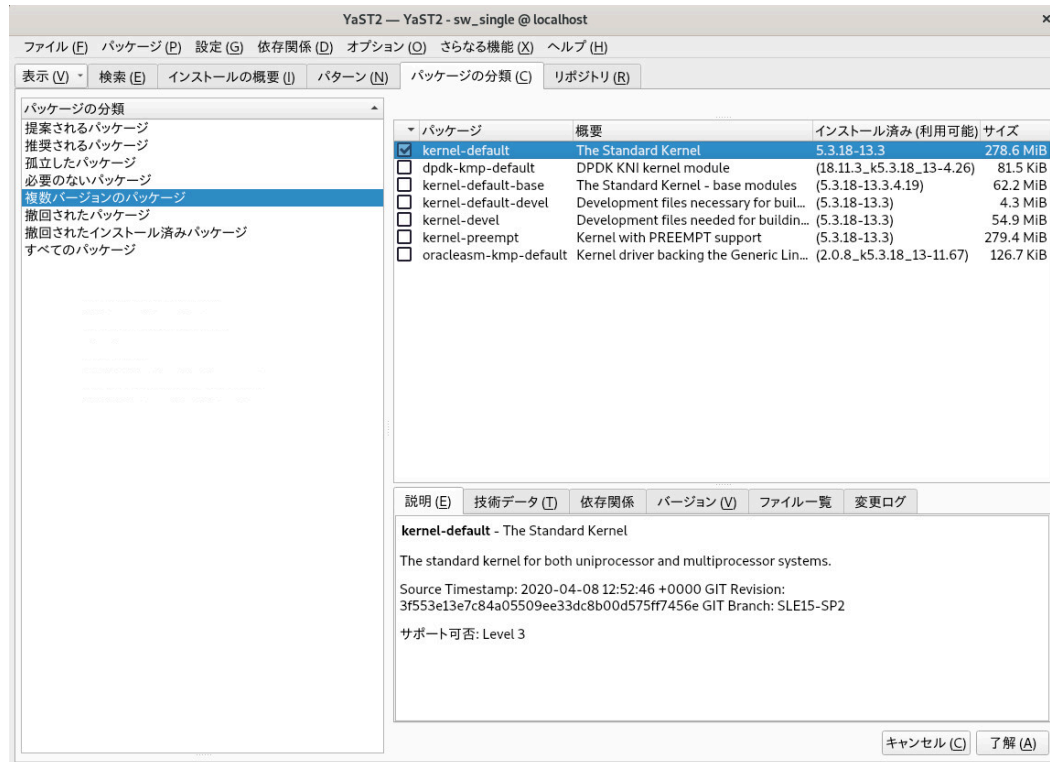 YaST2 — YaST2 - sw_single @ localhost ×
ファイル (F) パッケージ (P) 設定 (G) 依存関係 (D) オプション (O) さらなる機能 (X) ヘルプ (H)
表示 (V) 検索 (E) インストールの概要 (I) パターン (N) パッケージの分類 (C) リポジトリ (R)
パッケージの分類
提案されるパッケージ
推奨されるパッケージ
孤立したパッケージ
必要のないパッケージ
複数バージョンのパッケージ
撤回されたパッケージ
撤回されたインストール済みパッケージ
すべてのパッケージ
パッケージ 概要 インストール済み (利用可能) サイズ
kernel-default The Standard Kernel 5.3.18-13.3 278.6 MiB
dpdk-kmp-default DPDK KNI kernel module (18.11.3_k5.3.18_13-4.26) 81.5 KiB
kernel-default-base The Standard Kernel - base modules (5.3.18-13.3.4.19) 62.2 MiB
kernel-default-devel Development files necessary for buil... (5.3.18-13.3) 4.3 MiB
kernel-devel Development files needed for buildin... (5.3.18-13.3) 54.9 MiB
kernel-preempt Kernel with PREEMPT support (5.3.18-13.3) 279.4 MiB
oracleasm-kmp-default Kernel driver backing the Generic Lin... (2.0.8_k5.3.18_13-11.67) 126.7 KiB
説明 (E) 技術データ (T) 依存関係 バージョン (V) ファイル一覧 変更ログ
kernel-default - The Standard Kernel
The standard kernel for both uniprocessor and multiprocessor systems.
Source Timestamp: 2020-04-08 12:52:46 +0000 GIT Revision:
3f553e13e7c84a05509ee33dc8b00d575ff7456e GIT Branch: SLE15-SP2
サポート可否: Level 3
キャンセル (C) 了解 (A)